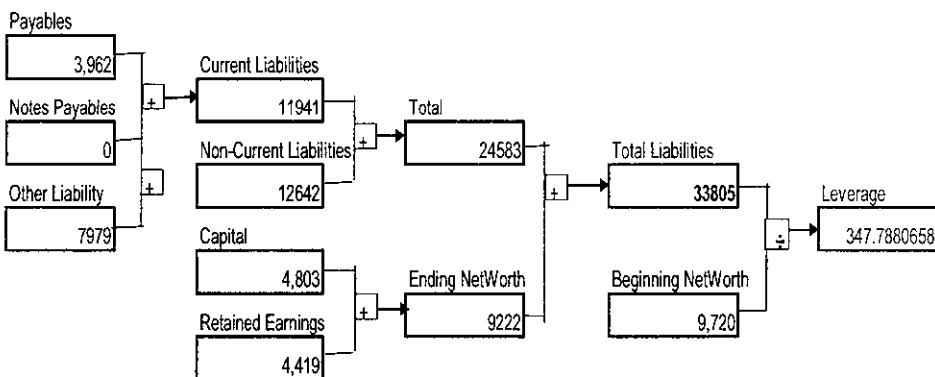 Payables
3,962
+
Notes Payables
0
+
Other Liability
7979
Current Liabilities
11941
+
Non-Current Liabilities
12642
Capital
4,803
+
Retained Earnings
4,419
Total
24583
+
Ending NetWorth
9222
Total Liabilities
33805
÷
Beginning NetWorth
9,720
Leverage
347.7880658